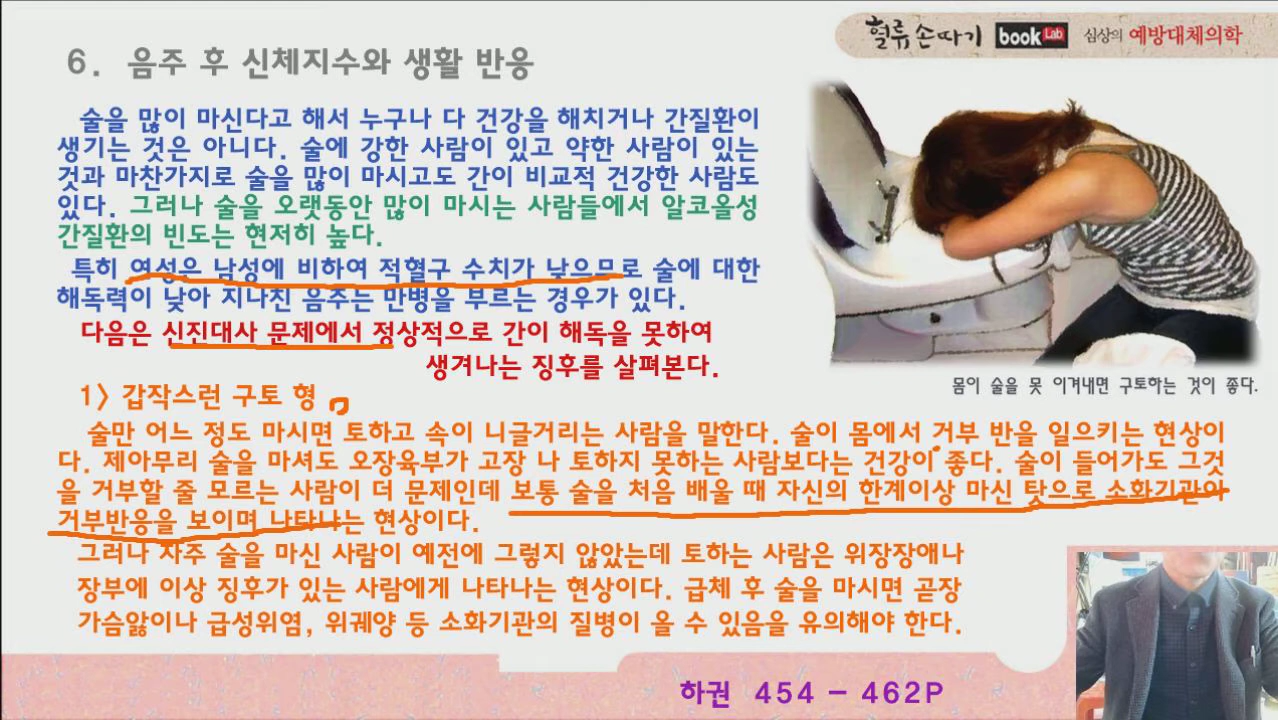 혈류 손따기 book Lab 심상의 예방대체의학
6. 음주 후 신체지수와 생활 반응
술을 많이 마신다고 해서 누구나 다 건강을 해치거나 간질환이
생기는 것은 아니다. 술에 강한 사람이 있고 약한 사람이 있는
것과 마찬가지로 술을 많이 마시고도 간이 비교적 건강한 사람도
있다. 그러나 술을 오랫동안 많이 마시는 사람들에서 알코올성
간질환의 빈도는 현저히 높다.
특히 여성은 남성에 비하여 적혈구 수치가 낮으므로 술에 대한
해독력이 낮아 지나친 음주는 만병을 부르는 경우가 있다.
다음은 신진대사 문제에서 정상적으로 간이 해독을 못하여
생겨나는 징후를 살펴본다.
몸이 술을 못 이겨내면 구토하는 것이 좋다.
1> 갑작스런 구토 형
술만 어느 정도 마시면 토하고 속이 니글거리는 사람을 말한다. 술이 몸에서 거부 반을 일으키는 현상이
다. 제아무리 술을 마셔도 오장육부가 고장 나 토하지 못하는 사람보다는 건강이 좋다. 술이 들어가도 그것
을 거부할 줄 모르는 사람이 더 문제인데 보통 술을 처음 배울 때 자신의 한계이상 마신 탓으로 소화기관의
거부반응을 보이며 나타나는 현상이다.
그러나 자주 술을 마신 사람이 예전에 그렇지 않았는데 토하는 사람은 위장장애나
장부에 이상 징후가 있는 사람에게 나타나는 현상이다. 급체 후 술을 마시면 곧장
가슴앓이나 급성위염, 위궤양 등 소화기관의 질병이 올 수 있음을 유의해야 한다.
하권 454 - 462P